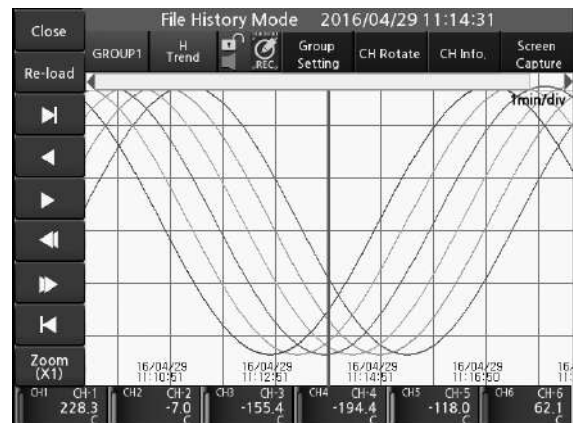 File History Mode 2016/04/29 11:14:31
Close
GROUP1
H
Trend
REC.
Group
Setting
CH Rotate
CH Info.
Screen
Capture
Re-load
1min/div
Zoom
(X1)
16/04/29
11:10:51
16/04/29
11:12:51
16/04/29
11:14:51
16/04/29
11:16:50
16/
11:
CH1 CH-1
228.3
C
CH2 CH-2
-7.0
C
CH3 CH-3
-155.4
C
CH4 CH-4
-194.4
C
CH5 CH-5
-118.0
C
CH6 CH-6
62.1
C